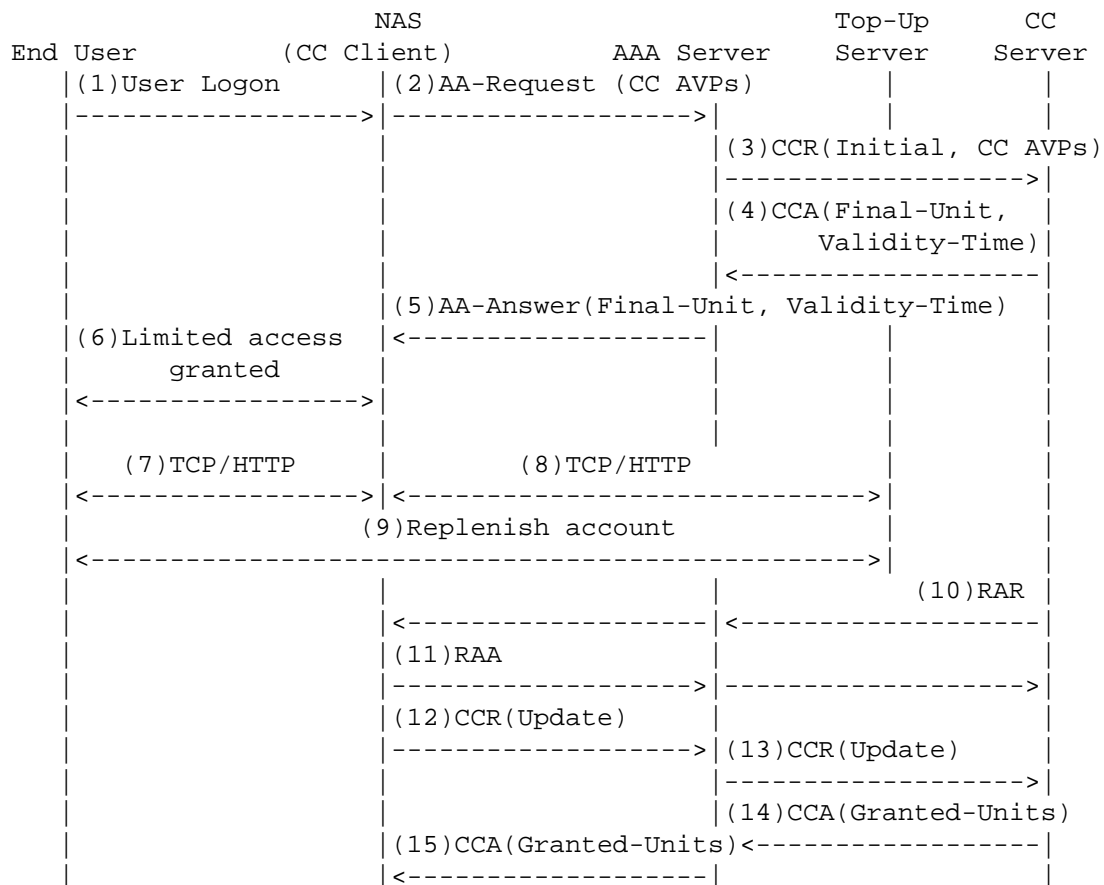 NAS Top-Up CC
End User (CC Client) AAA Server Server Server
(1)User Logon (2)AA-Request (CC AVPs)
(3)CCR(Initial, CC AVPs)
(4)CCA(Final-Unit,
Validity-Time)
(5)AA-Answer(Final-Unit, Validity-Time)
(6)Limited access
granted
(7)TCP/HTTP (8)TCP/HTTP
(9)Replenish account
(10)RAR
(11)RAA
(12)CCR(Update)
(13)CCR(Update)
(14)CCA(Granted-Units)
(15)CCA(Granted-Units)